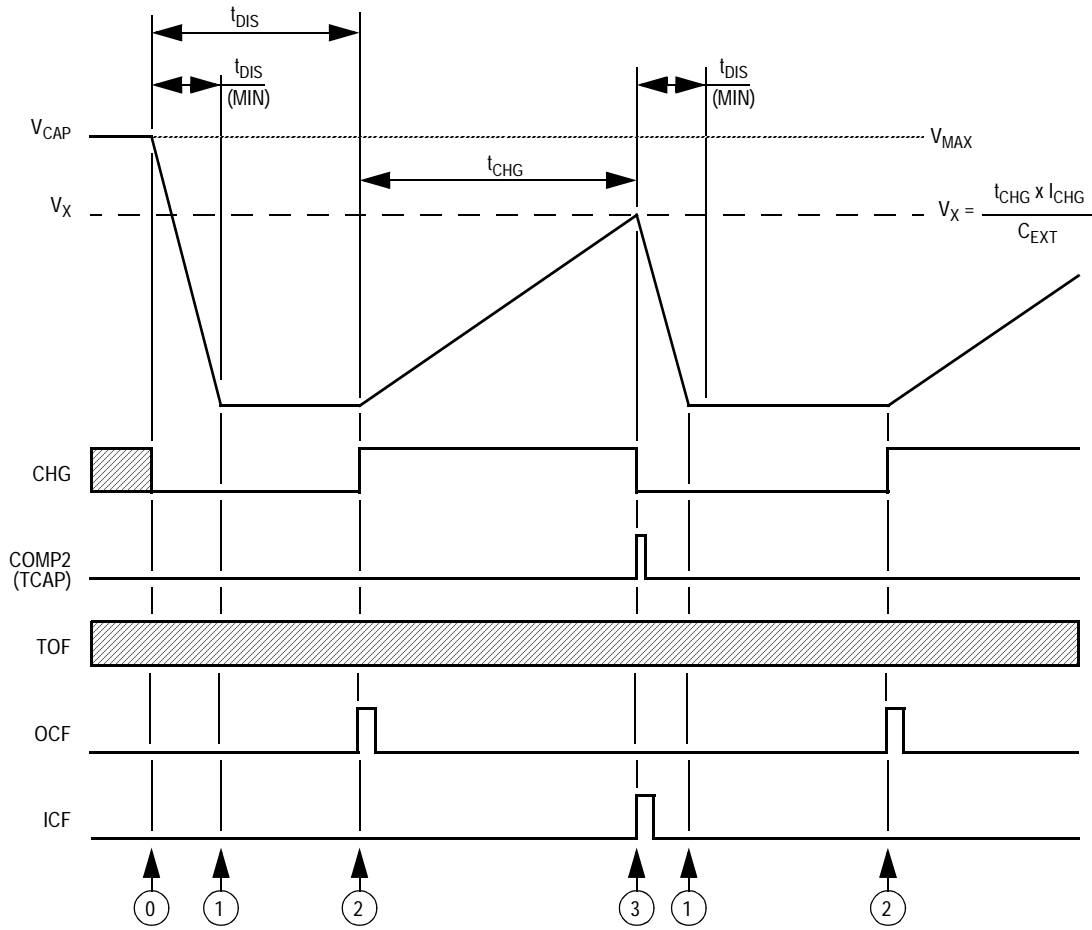 tDIS
tDIS
(MIN)
tDIS
(MIN)
VCAP
VMAX
tCHG
VX
VX = tCHG x ICHG
CEXT
CHG
COMP2
(TCAP)
TOF
OCF
ICF
0 1 2 3 1 2